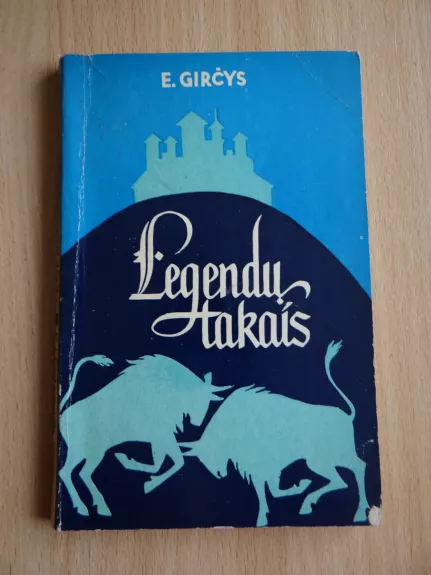 E. GIRČYS
Legendų
takais